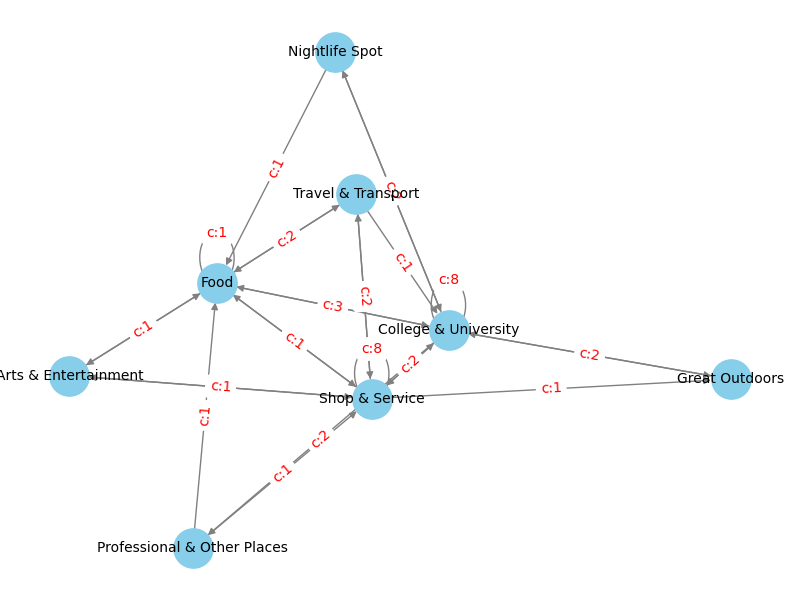 Nightlife Spot
c:1
Travel & Transport
c:1
c:2
c:1
c:8
Food
c:2
c:3
c:1
College & University
c:1
c:8
c:2
c:2
Arts & Entertainment
c:1
Shop & Service
c:1
Great Outdoors
c:1
c:2
c:1
Professional & Other Places